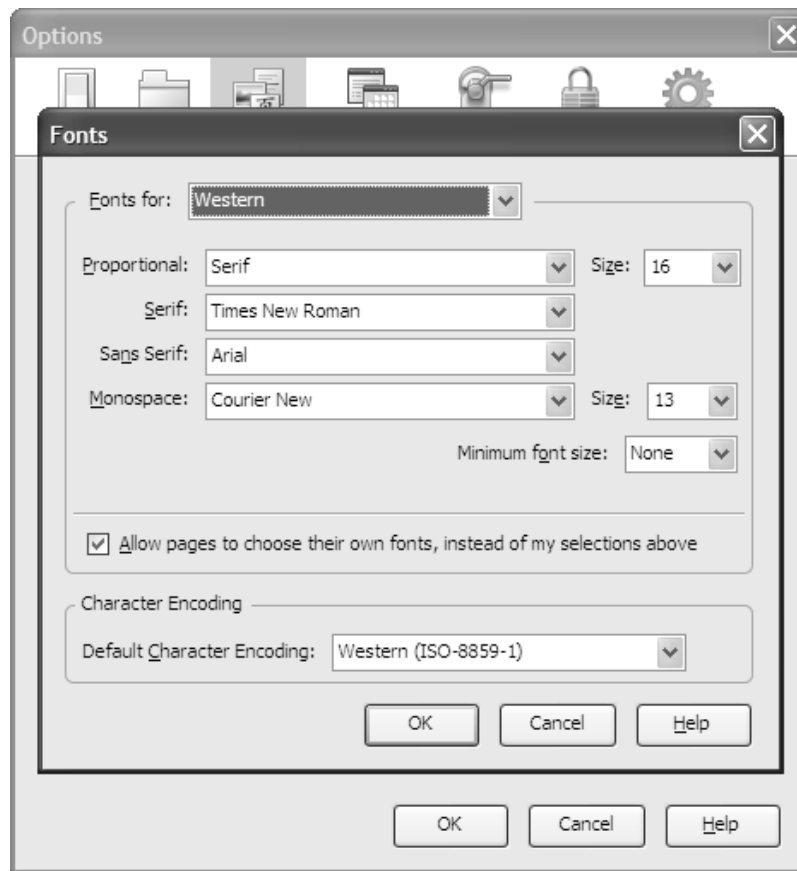 Options
Fonts
Fonts for: Western
Proportional: Serif Size: 16
Serif: Times New Roman
Sans Serif: Arial
Monospace: Courier New Size: 13
Minimum font size: None
Allow pages to choose their own fonts, instead of my selections above
Character Encoding
Default Character Encoding: Western (ISO-8859-1)
OK Cancel Help
OK Cancel Help